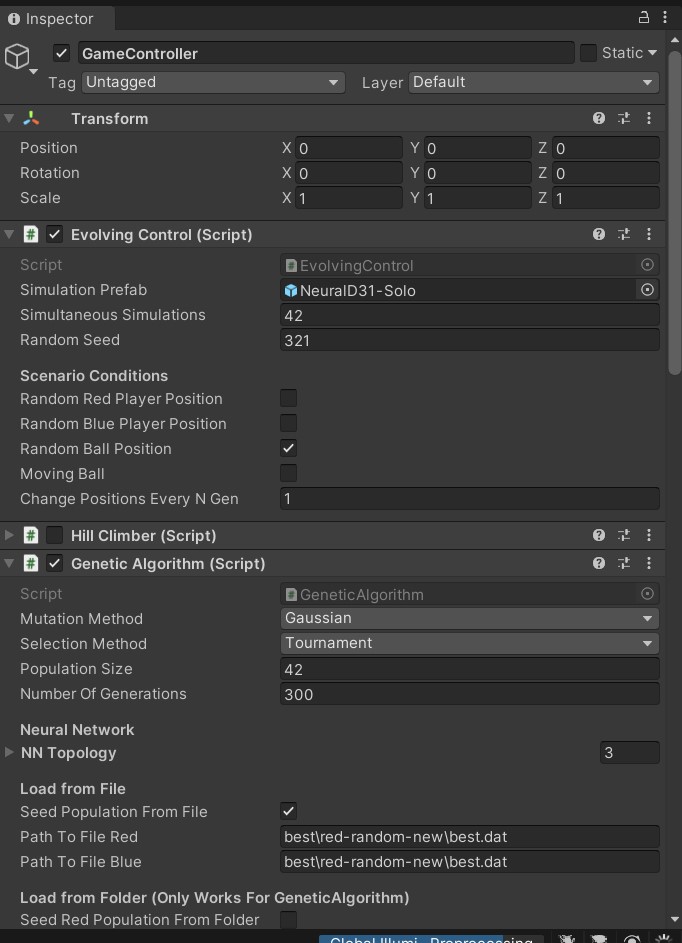 Inspector
GameController
Static
Tag Untagged Layer Default
Transform
Position X 0 Y 0 Z 0
Rotation X 0 Y 0 Z 0
Scale X 1 Y 1 Z 1
# Evolving Control (Script)
Script # EvolvingControl
Simulation Prefab NeuralD31-Solo
Simultaneous Simulations 42
Random Seed 321
Scenario Conditions
Random Red Player Position
Random Blue Player Position
Random Ball Position
Moving Ball
Change Positions Every N Gen 1
# Hill Climber (Script)
# Genetic Algorithm (Script)
Script # GeneticAlgorithm
Mutation Method Gaussian
Selection Method Tournament
Population Size 42
Number Of Generations 300
Neural Network
NN Topology 3
Load from File
Seed Population From File
Path To File Red best\red-random-new\best.dat
Path To File Blue best\red-random-new\best.dat
Load from Folder (Only Works For GeneticAlgorithm)
Seed Red Population From Folder